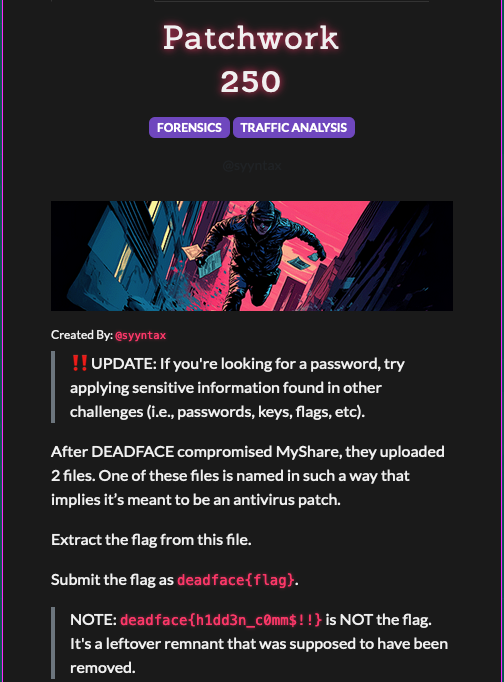 Patchwork
250
FORENSICS TRAFFIC ANALYSIS
@syyntax
Created By: @syyntax
‼️UPDATE: If you're looking for a password, try
applying sensitive information found in other
challenges (i.e., passwords, keys, flags, etc).
After DEADFACE compromised MyShare, they uploaded
2 files. One of these files is named in such a way that
implies it’s meant to be an antivirus patch.
Extract the flag from this file.
Submit the flag as deadface{flag}.
NOTE: deadface{h1dd3n_c0mm$!!} is NOT the flag.
It's a leftover remnant that was supposed to have been
removed.